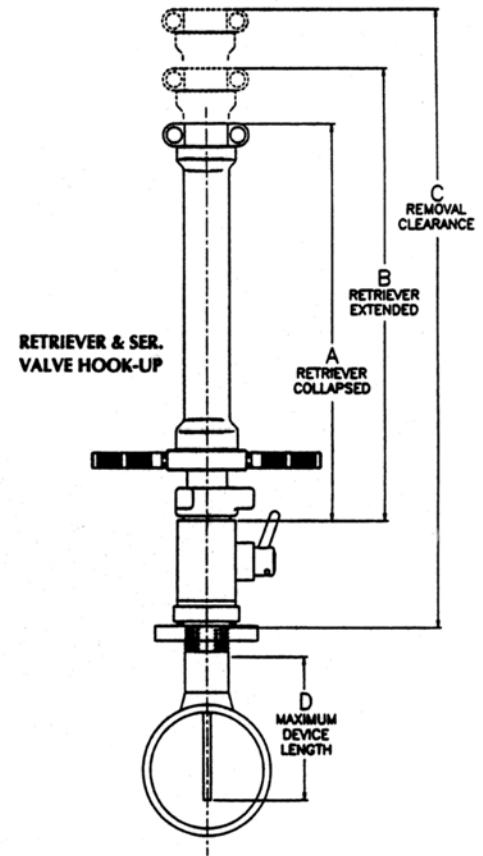 C
REMOVAL
CLEARANCE
B
RETRIEVER
EXTENDED
RETRIEVER & SER.
VALVE HOOK-UP
A
RETRIEVER
COLLAPSED
D
MAXIMUM
DEVICE
LENGTH